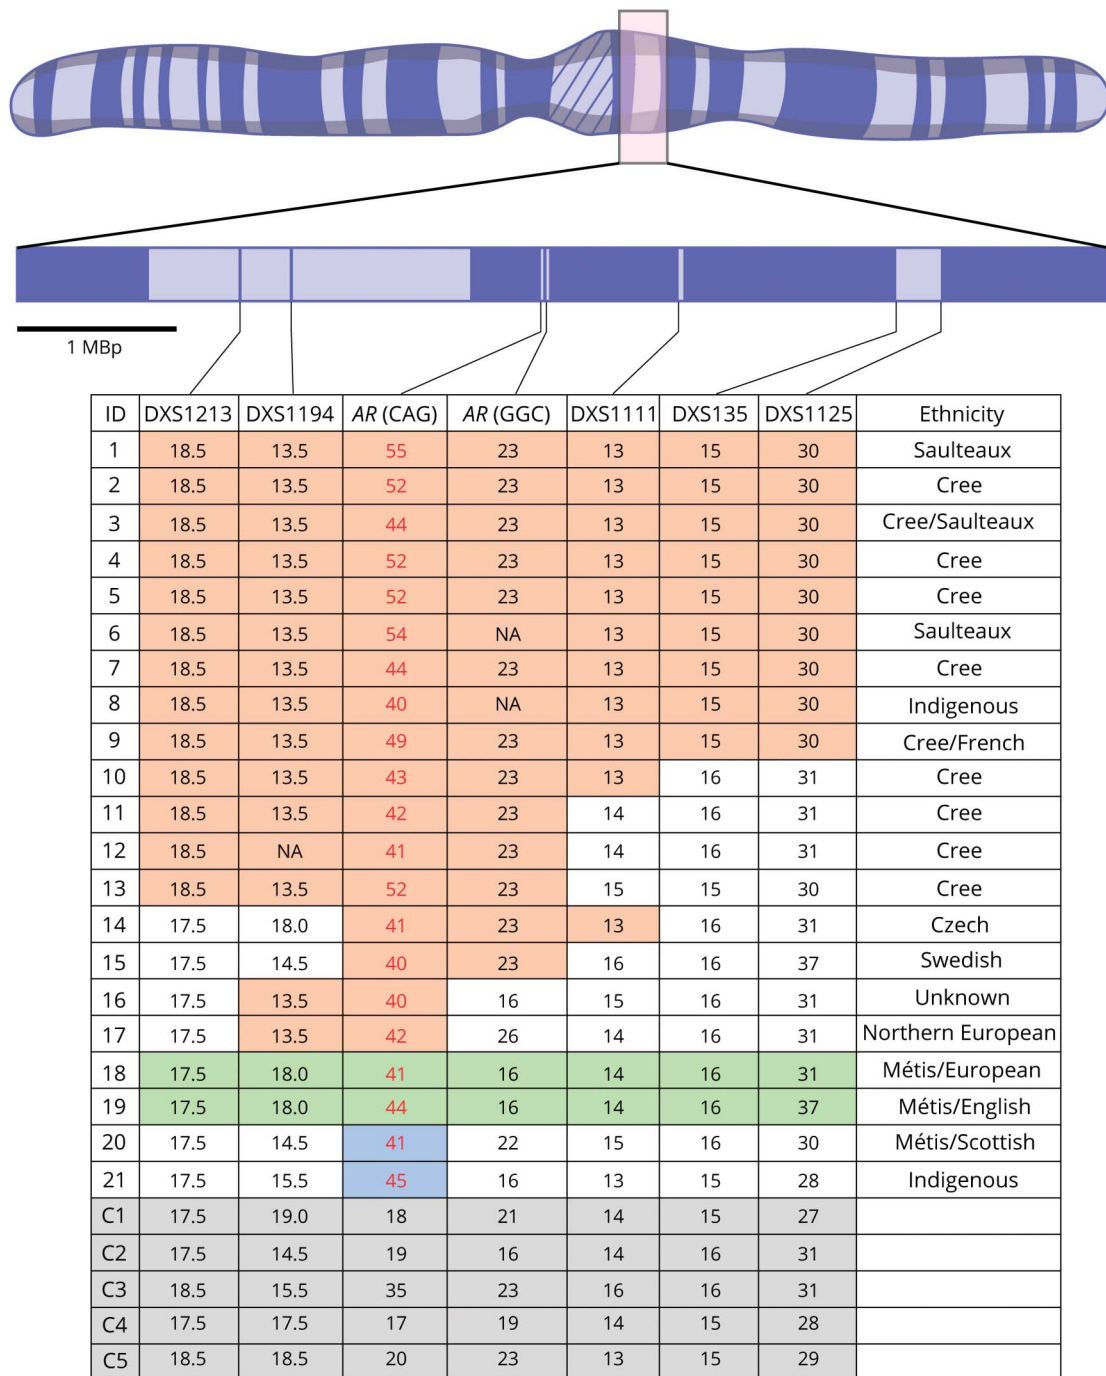 1 MBp
ID DXS1213 DXS1194 AR (CAG) AR (GGC) DXS1111 DXS135 DXS1125 Ethnicity
1 18.5 13.5 55 23 13 15 30 Saulteaux
2 18.5 13.5 52 23 13 15 30 Cree
3 18.5 13.5 44 23 13 15 30 Cree/Saulteaux
4 18.5 13.5 52 23 13 15 30 Cree
5 18.5 13.5 52 23 13 15 30 Cree
6 18.5 13.5 54 NA 13 15 30 Saulteaux
7 18.5 13.5 44 23 13 15 30 Cree
8 18.5 13.5 40 NA 13 15 30 Indigenous
9 18.5 13.5 49 23 13 15 30 Cree/French
10 18.5 13.5 43 23 13 16 31 Cree
11 18.5 13.5 42 23 14 16 31 Cree
12 18.5 NA 41 23 14 16 31 Cree
13 18.5 13.5 52 23 15 15 30 Cree
14 17.5 18.0 41 23 13 16 31 Czech
15 17.5 14.5 40 23 16 16 37 Swedish
16 17.5 13.5 40 16 15 16 31 Unknown
17 17.5 13.5 42 26 14 16 31 Northern European
18 17.5 18.0 41 16 14 16 31 Métis/European
19 17.5 18.0 44 16 14 16 37 Métis/English
20 17.5 14.5 41 22 15 16 30 Métis/Scottish
21 17.5 15.5 45 16 13 15 28 Indigenous
C1 17.5 19.0 18 21 14 15 27
C2 17.5 14.5 19 16 14 16 31
C3 18.5 15.5 35 23 16 16 31
C4 17.5 17.5 17 19 14 15 28
C5 18.5 18.5 20 23 13 15 29